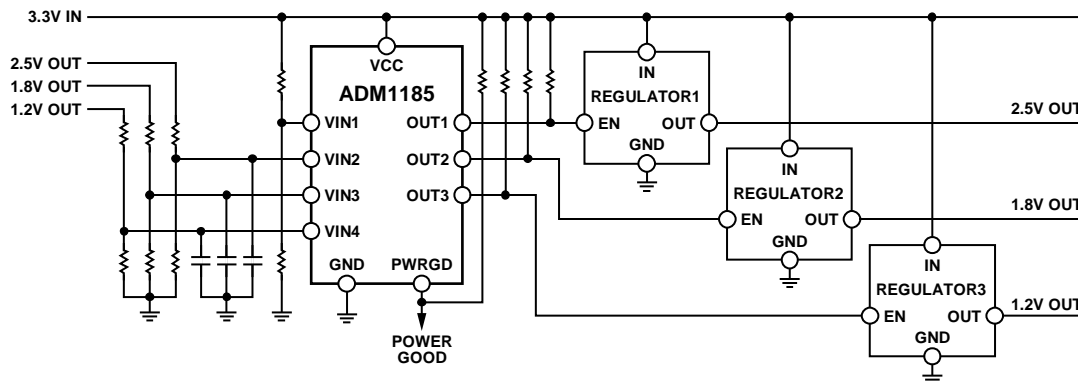 3.3V IN
2.5V OUT
1.8V OUT
1.2V OUT
VCC
ADM1185
VIN1
VIN2
VIN3
VIN4
OUT1
OUT2
OUT3
GND
PWRGD
POWER
GOOD
IN
REGULATOR1
EN
OUT
GND
2.5V OUT
IN
REGULATOR2
EN
OUT
GND
1.8V OUT
IN
REGULATOR3
EN
OUT
GND
1.2V OUT